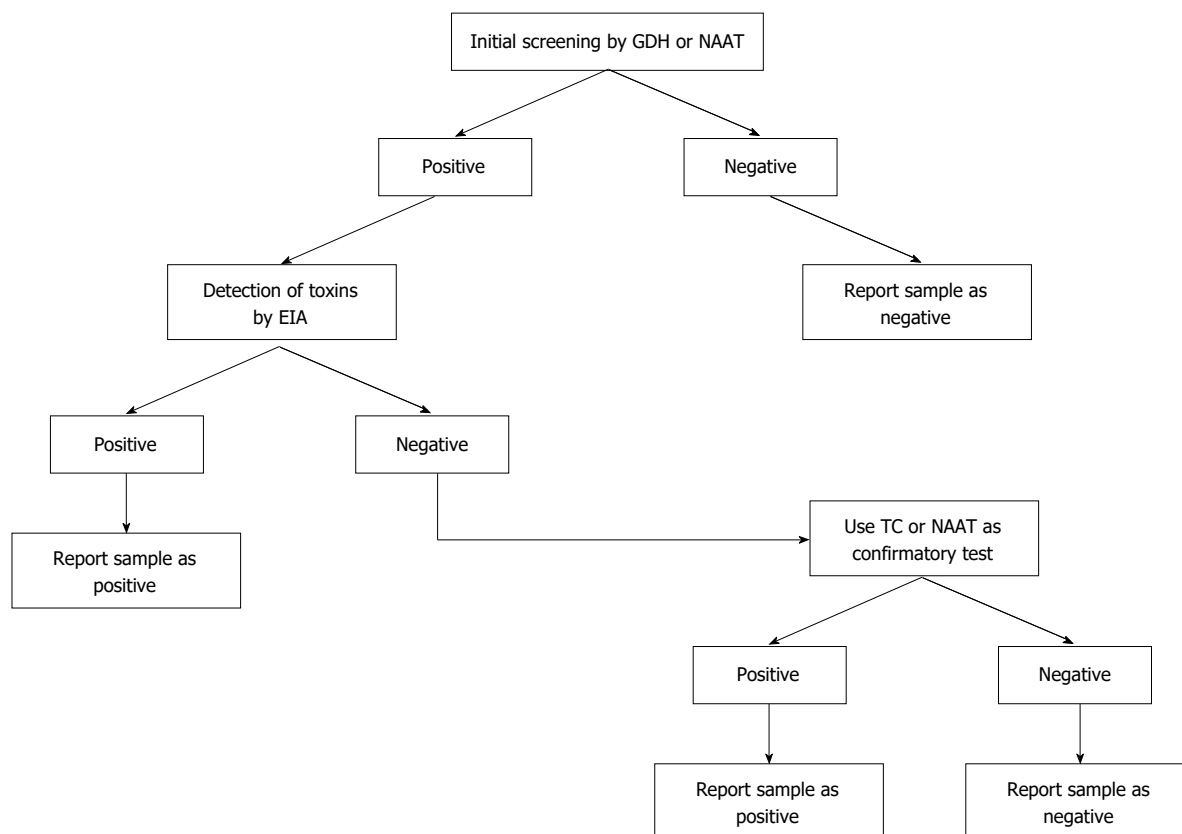 Initial screening by GDH or NAAT
Positive
Negative
Detection of toxins
by EIA
Report sample as
negative
Positive
Negative
Report sample as
positive
Use TC or NAAT as
confirmatory test
Positive
Negative
Report sample as
positive
Report sample as
negative